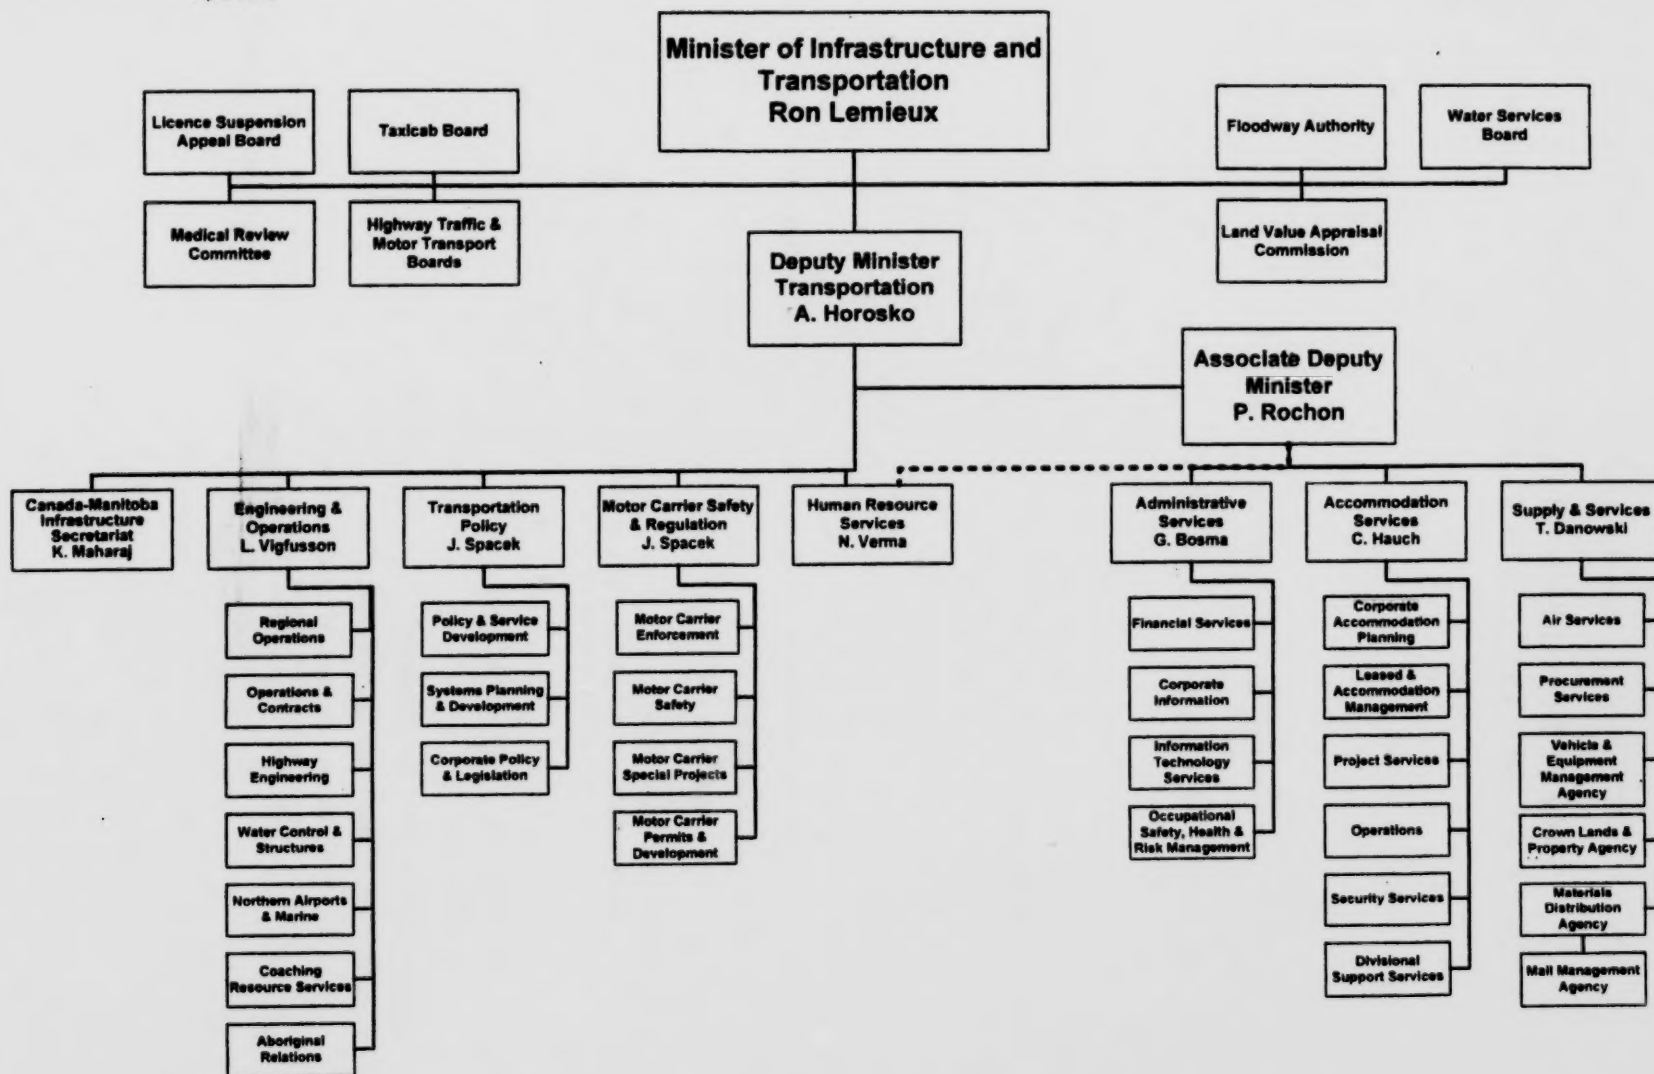 Minister of Infrastructure and
Transportation
Ron Lemieux
Licence Suspension
Appeal Board
Taxicab Board
Floodway Authority
Water Services
Board
Medical Review
Committee
Highway Traffic &
Motor Transport
Boards
Land Value Appraisal
Commission
Deputy Minister
Transportation
A. Horosko
Associate Deputy
Minister
P. Rochon
Canada-Manitoba
Infrastructure
Secretariat
K. Maharaj
Engineering &
Operations
L. Vigfusson
Transportation
Policy
J. Spacek
Motor Carrier Safety
& Regulation
J. Spacek
Human Resource
Services
N. Verma
Administrative
Services
G. Bosma
Accommodation
Services
C. Hauch
Supply & Services
T. Danowski
Regional
Operations
Operations &
Contracts
Highway
Engineering
Water Control &
Structures
Northern Airports
& Marine
Coaching
Resource Services
Aboriginal
Relations
Policy & Service
Development
Systems Planning
& Development
Corporate Policy
& Legislation
Motor Carrier
Enforcement
Motor Carrier
Safety
Motor Carrier
Special Projects
Motor Carrier
Permits &
Development
Financial Services
Corporate
Information
Information
Technology
Services
Occupational
Safety, Health &
Risk Management
Corporate
Accommodation
Planning
Leased &
Accommodation
Management
Project Services
Operations
Security Services
Divisional
Support Services
Air Services
Procurement
Services
Vehicle &
Equipment
Management
Agency
Crown Lands &
Property Agency
Materials
Distribution
Agency
Mail Management
Agency